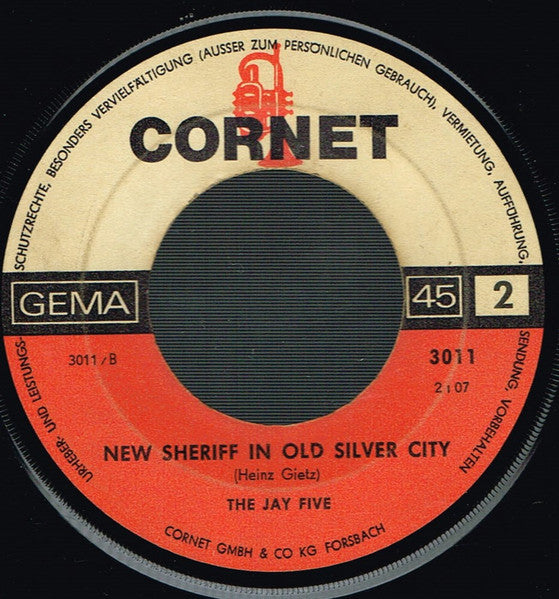 URHEBER- UND LEISTUNGS-SCHUTZRECHTE, BESONDERS VERVIELFÄLTIGUNG (AUSSER ZUM PERSÖNLICHEN GEBRAUCH), VERMIETUNG, AUFFÜHRUNG, SENDUNG, VORBEHALTEN
CORNET
GEMA 45 2
3011/B 3011
2:07
NEW SHERIFF IN OLD SILVER CITY
(Heinz Gietz)
THE JAY FIVE
CORNET GMBH & CO KG FORSBACH